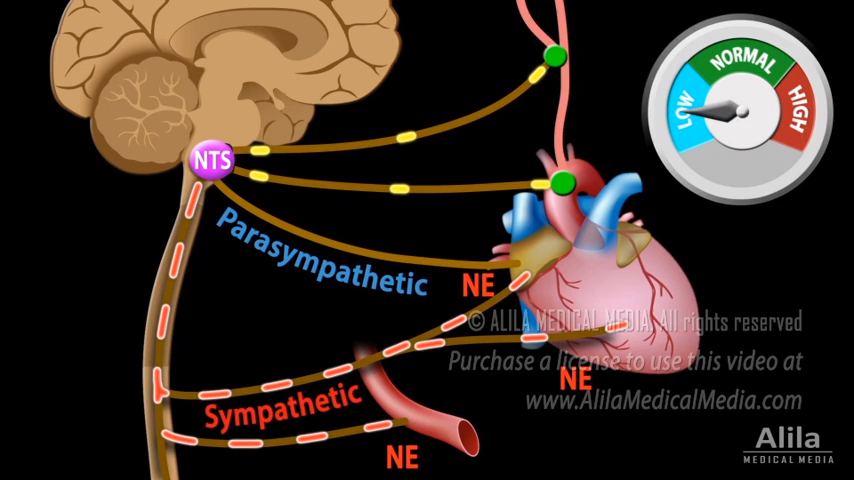 NORMAL
LOW
HIGH
NTS
Parasympathetic
NE
© ALILA MEDICAL MEDIA. All rights reserved
Purchase a license to use this video at
NE
www.AlilaMedicalMedia.com
Sympathetic
NE
Alila
MEDICAL MEDIA